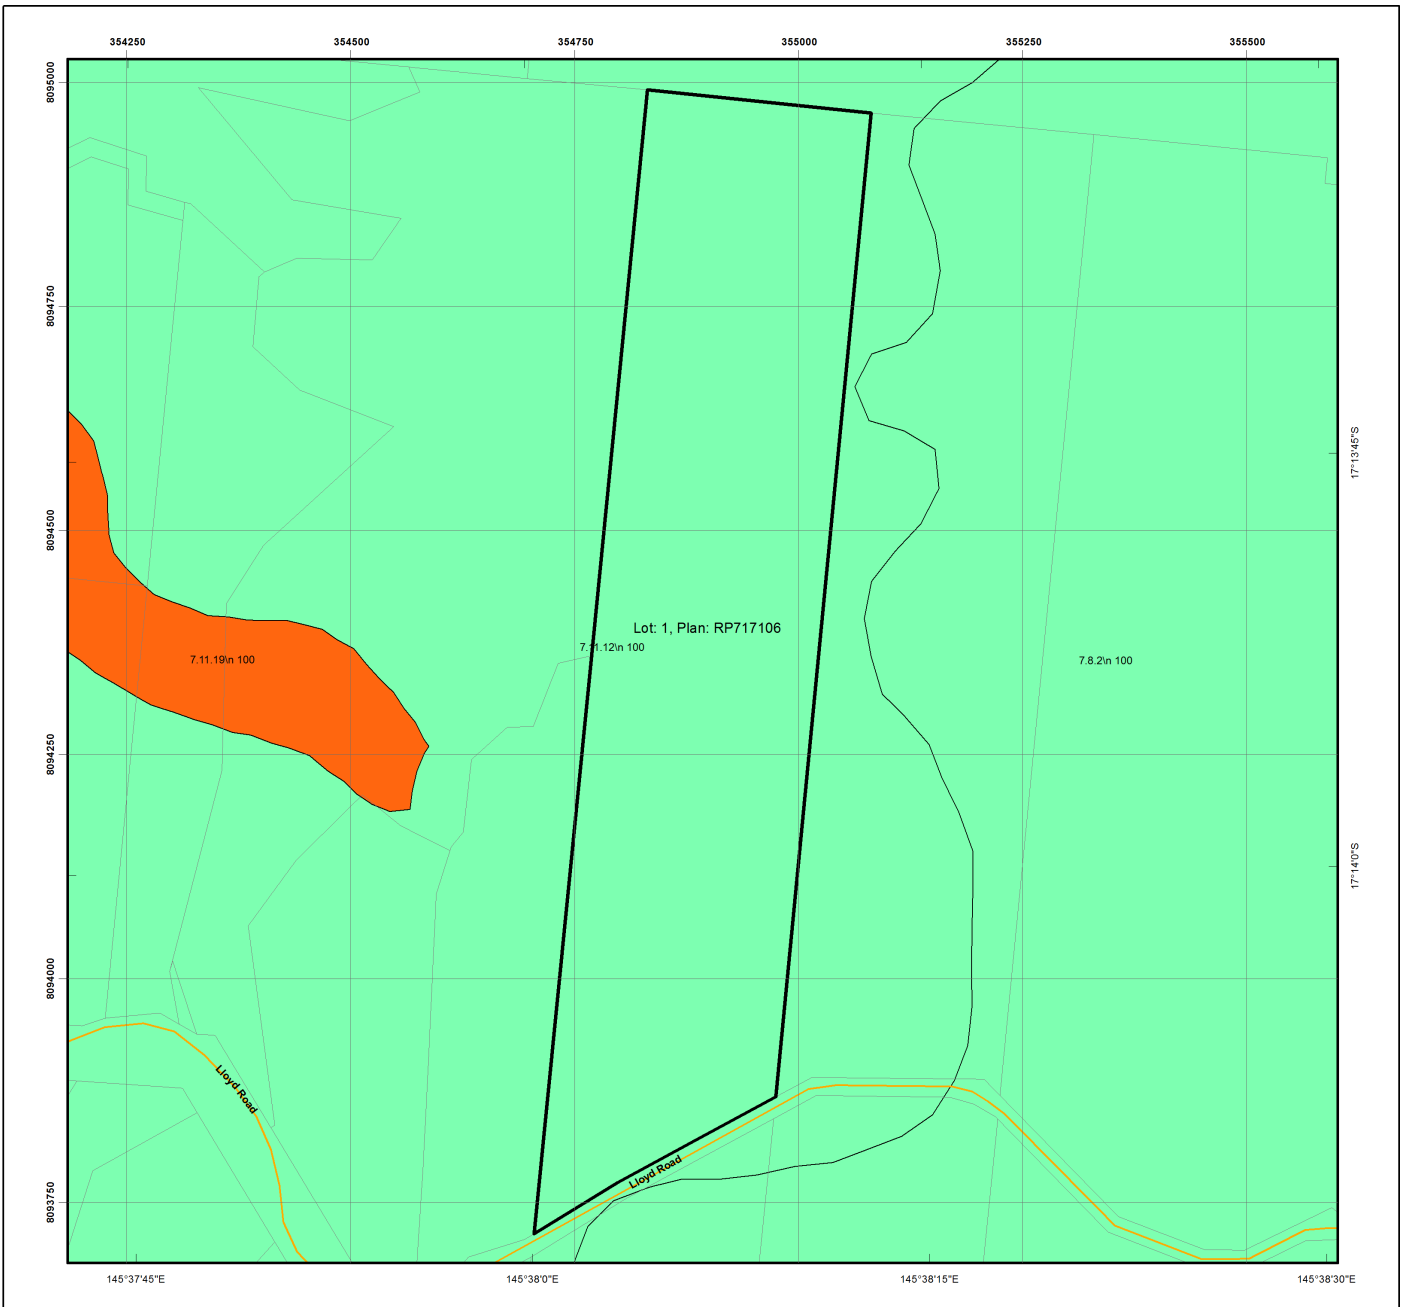 354250 354500 354750 355000 355250 355500
8095000
8094750
17°13'45"S
8094500
Lot: 1, Plan: RP717106
7.11.12\n 100
7.11.19\n 100
7.8.2\n 100
8094250
17°14'0"S
8094000
Lloyd Road
Lloyd Road
8093750
145°37'45"E 145°38'0"E 145°38'15"E 145°38'30"E